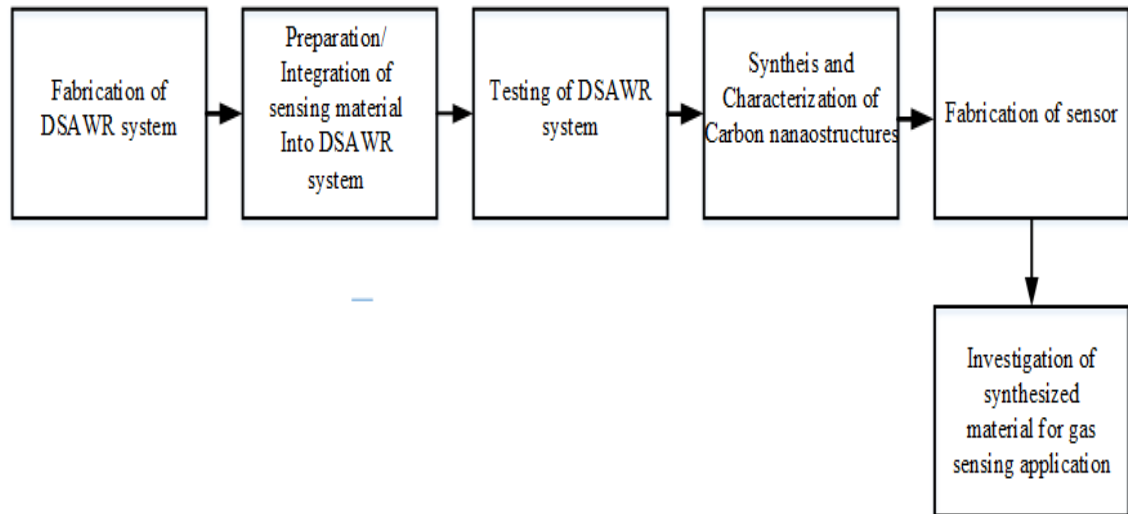 Fabrication of
DSAWR system
Preparation/
Integration of
sensing material
Into DSAWR
system
Testing of DSAWR
system
Syntheis and
Characterization of
Carbon nanaostructures
Fabrication of sensor
Investigation of
synthesized
material for gas
sensing application